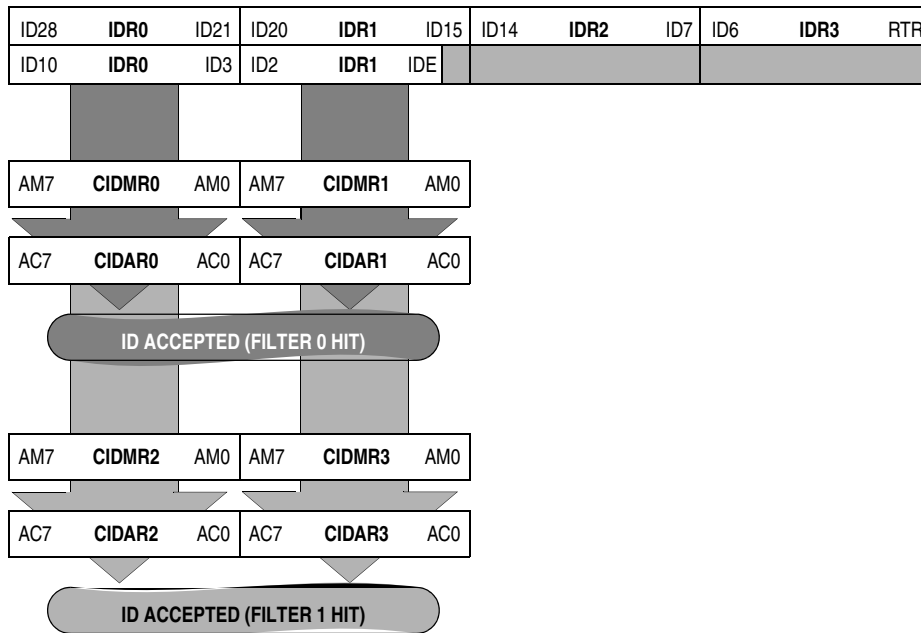 ID28 IDR0 ID21 ID20 IDR1 ID15 ID14 IDR2 ID7 ID6 IDR3 RTR
ID10 IDR0 ID3 ID2 IDR1 IDE
AM7 CIDMR0 AM0 AM7 CIDMR1 AM0
AC7 CIDAR0 AC0 AC7 CIDAR1 AC0
ID ACCEPTED (FILTER 0 HIT)
AM7 CIDMR2 AM0 AM7 CIDMR3 AM0
AC7 CIDAR2 AC0 AC7 CIDAR3 AC0
ID ACCEPTED (FILTER 1 HIT)